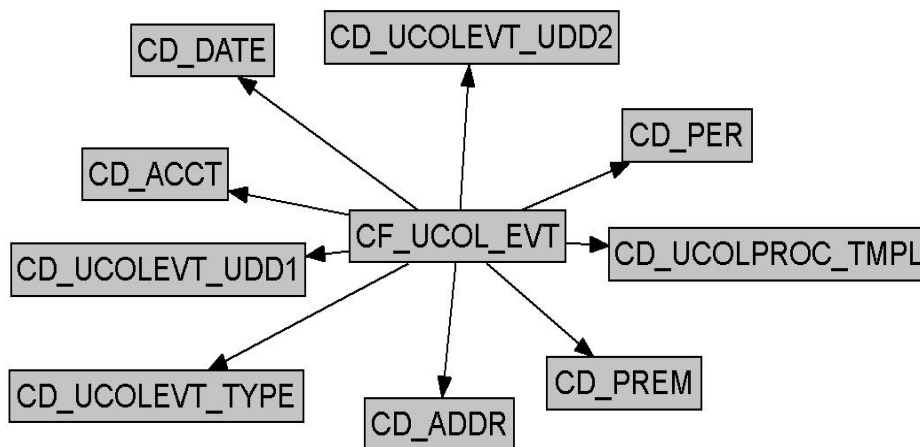 CD_UCOLEVT_UDD2
CD_DATE
CD_PER
CD_ACCT
CF_UCOL_EVT
CD_UCOLPROC_TMPL
CD_UCOLEVT_UDD1
CD_PREM
CD_UCOLEVT_TYPE
CD_ADDR